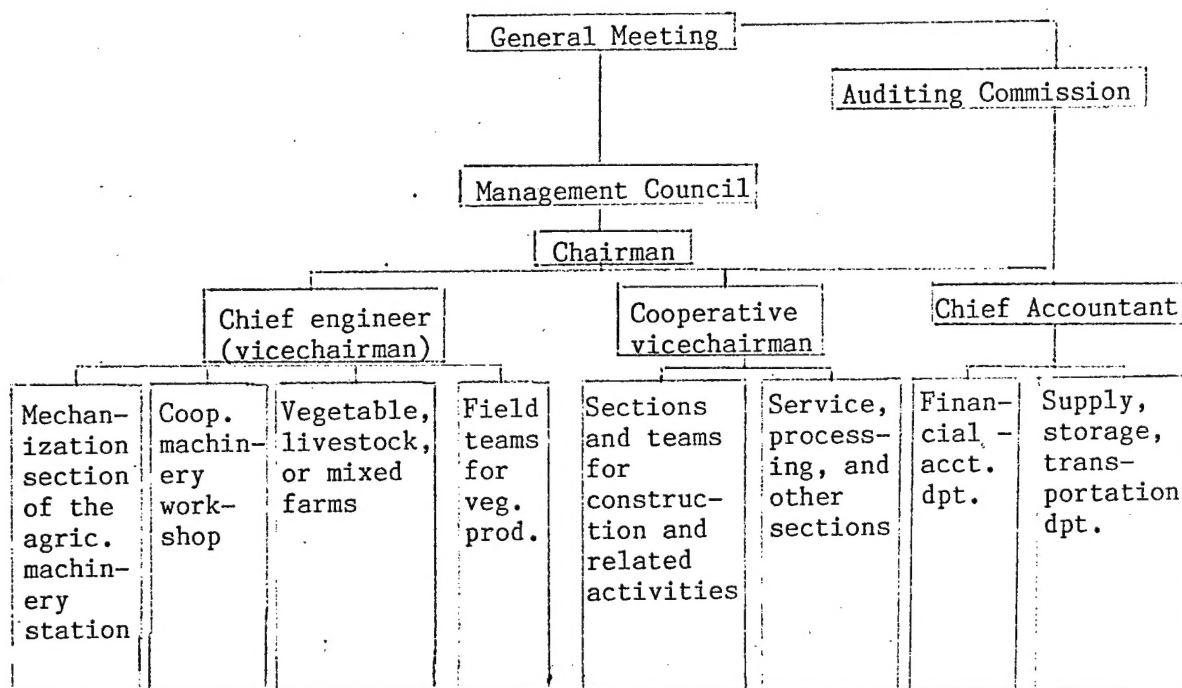 General Meeting
Auditing Commission
Management Council
Chairman
Chief engineer
(vicechairman)
Cooperative
vicechairman
Chief Accountant
Mechan-
ization
section
of the
agric.
machin-
ery
station
Coop.
machin-
ery
work-
shop
Vegetable,
livestock,
or mixed
farms
Field
teams
for
veg.
prod.
Sections
and teams
for
construc-
tion and
related
activities
Service,
process-
ing, and
other
sections
Finan-
cial -
acct.
dpt.
Supply,
storage,
trans-
portation
dpt.